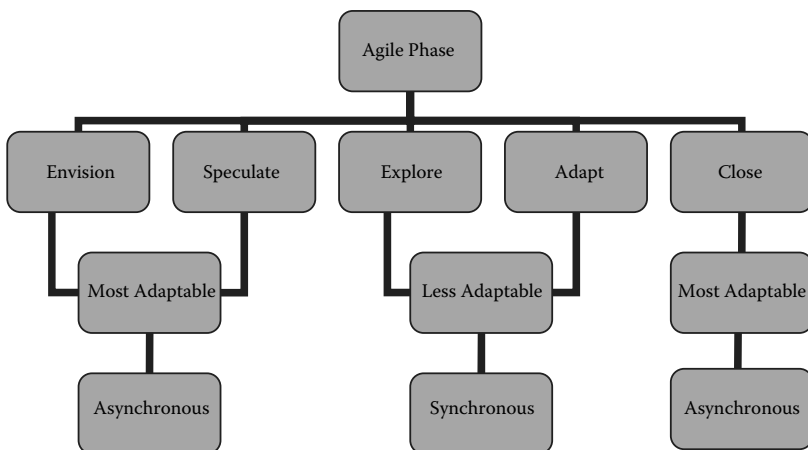 Agile Phase
Envision
Speculate
Explore
Adapt
Close
Most Adaptable
Less Adaptable
Most Adaptable
Asynchronous
Synchronous
Asynchronous